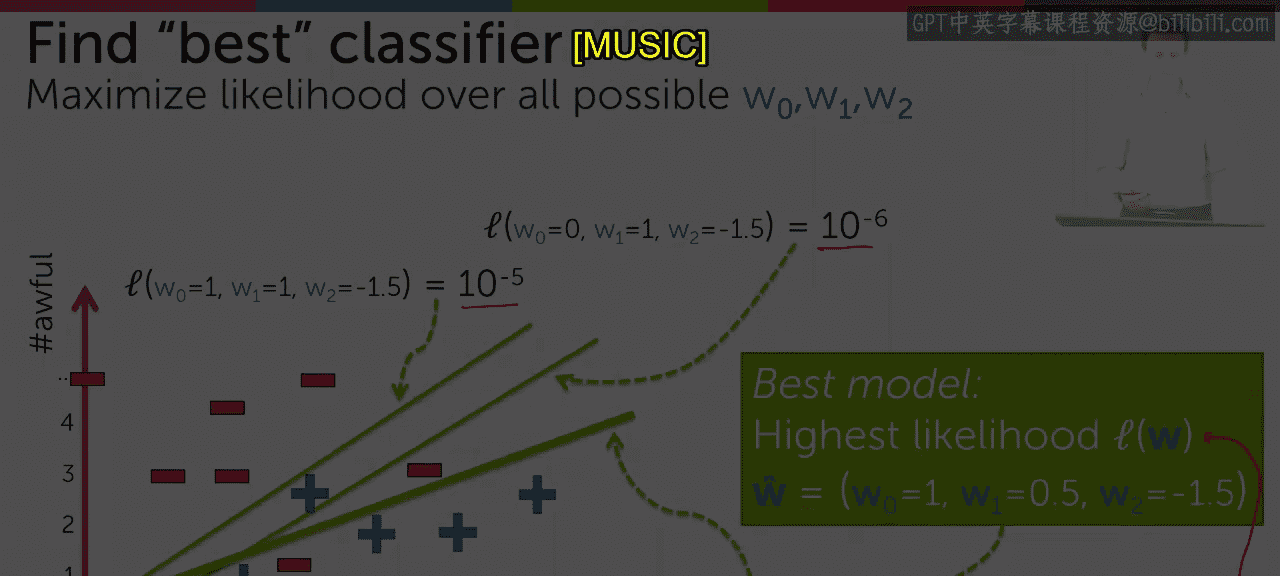 GPT中英字幕课程资源@bilibili.com
Find “best” classifier [MUSIC]
Maximize likelihood over all possible w0,w1,w2
ℓ(w0=0, w1=1, w2=-1.5) = 10-6
ℓ(w0=1, w1=1, w2=-1.5) = 10-5
#awful
Best model:
Highest likelihood ℓ(w)
ŵ = (w0=1, w1=0.5, w2=-1.5)
...
4
3
2
1